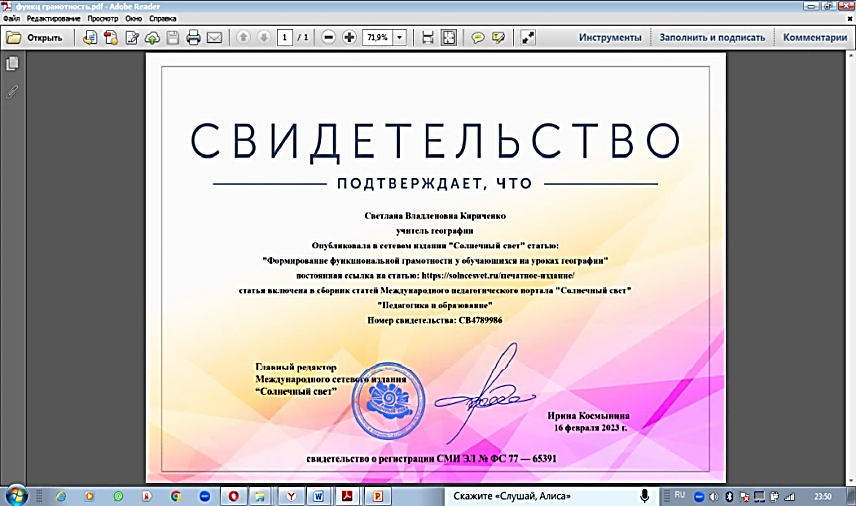 функц грамотность.pdf - Adobe Reader
Файл Редактирование Просмотр Окно Справка
Открыть 1 / 1 71,9% Инструменты Заполнить и подписать Комментарии
СВИДЕТЕЛЬСТВО
ПОДТВЕРЖДАЕТ, ЧТО
Светлана Владленовна Кириченко
учитель географии
Опубликовала в сетевом издании "Солнечный свет" статью:
"Формирование функциональной грамотности у обучающихся на уроках географии"
постоянная ссылка на статью: https://solncesvet.ru/печатное-издание/
статья включена в сборник статей Международного педагогического портала "Солнечный свет"
"Педагогика и образование"
Номер свидетельства: СВ4789986
Главный редактор
Международного сетевого издания
“Солнечный свет”
Ирина Космынина
16 февраля 2023 г.
свидетельство о регистрации СМИ ЭЛ № ФС 77 — 65391
Скажите «Слушай, Алиса» RU 23:50